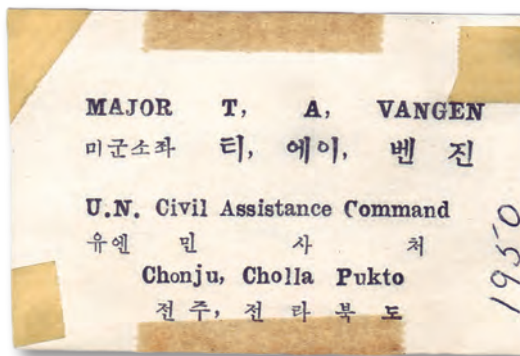 MAJOR T, A, VANGEN
미군소좌 티, 에이, 벤 진
U.N. Civil Assistance Command
유엔 민 사 처
Chonju, Cholla Pukto
전 주, 전 라 북 도
1950